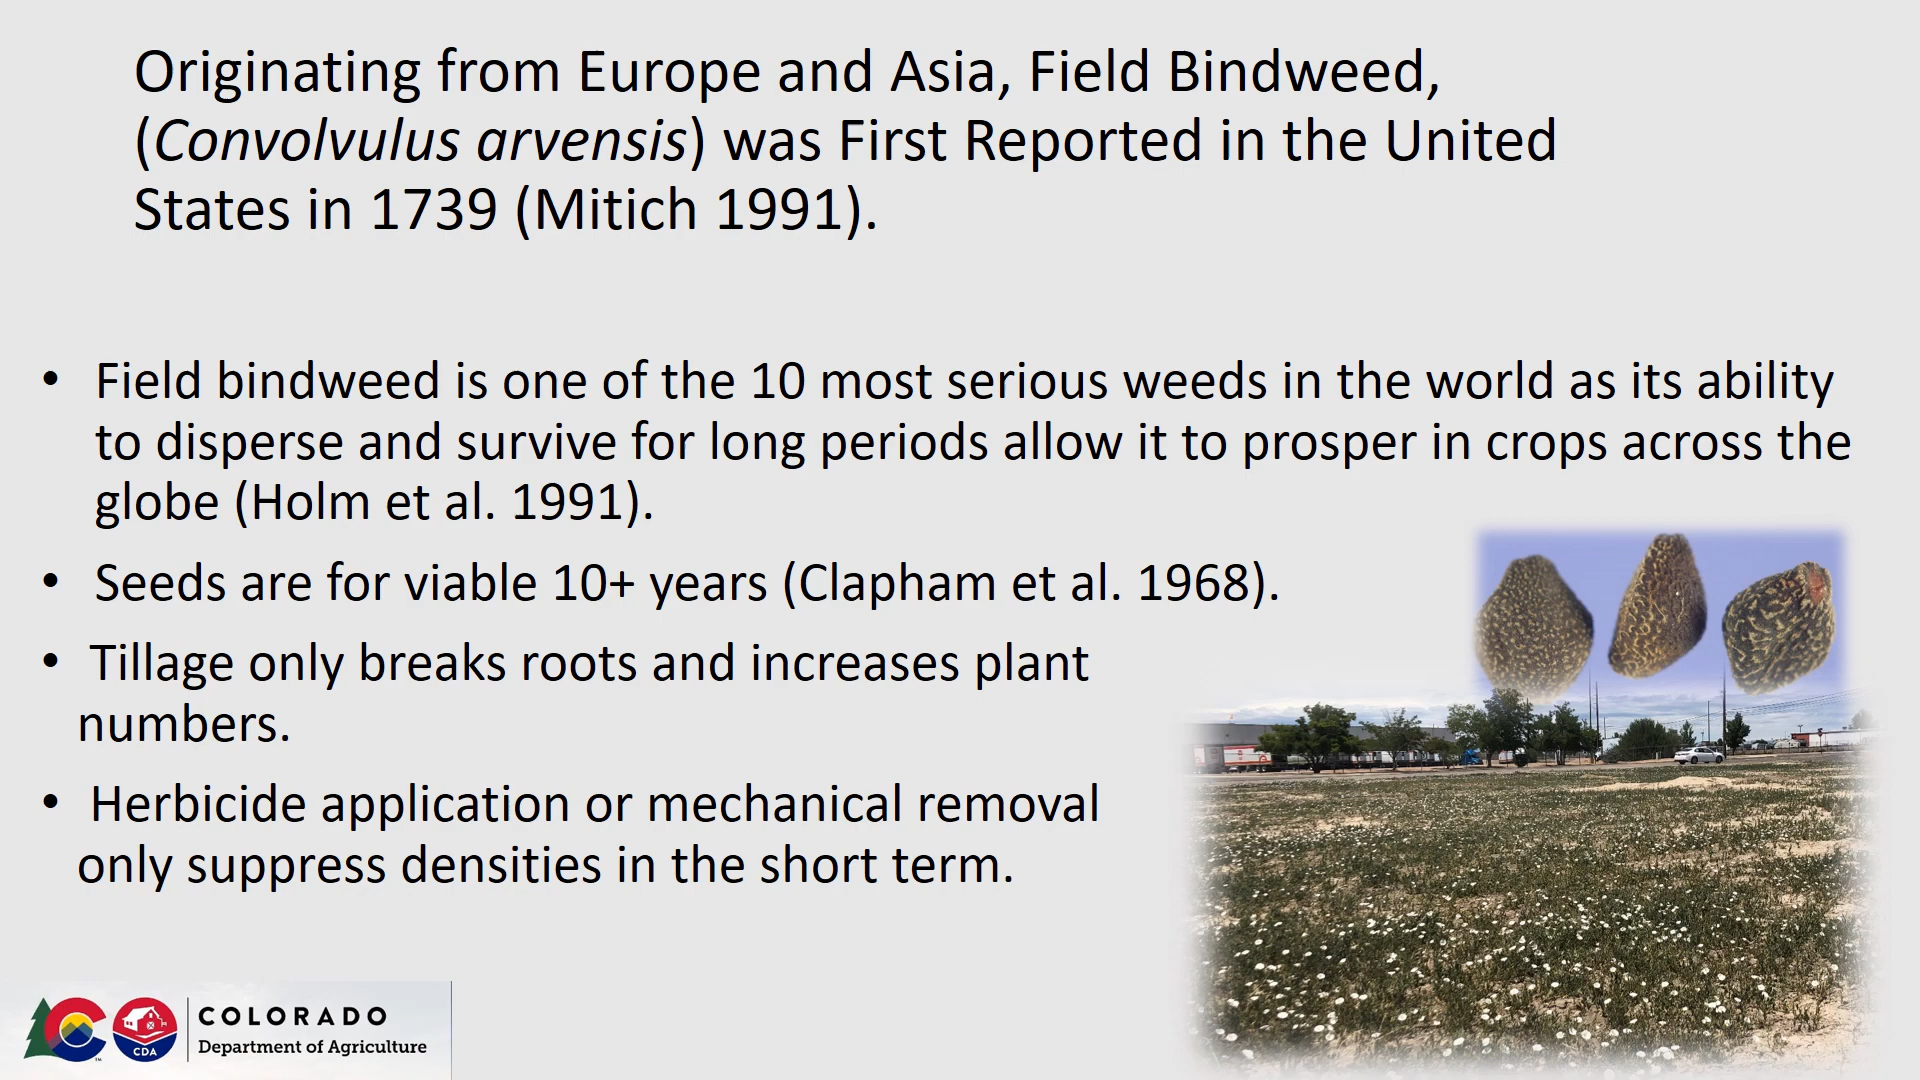 Originating from Europe and Asia, Field Bindweed,
(Convolvulus arvensis) was First Reported in the United
States in 1739 (Mitich 1991).
• Field bindweed is one of the 10 most serious weeds in the world as its ability
to disperse and survive for long periods allow it to prosper in crops across the
globe (Holm et al. 1991).
• Seeds are for viable 10+ years (Clapham et al. 1968).
• Tillage only breaks roots and increases plant
numbers.
• Herbicide application or mechanical removal
only suppress densities in the short term.
CDA
COLORADO
Department of Agriculture